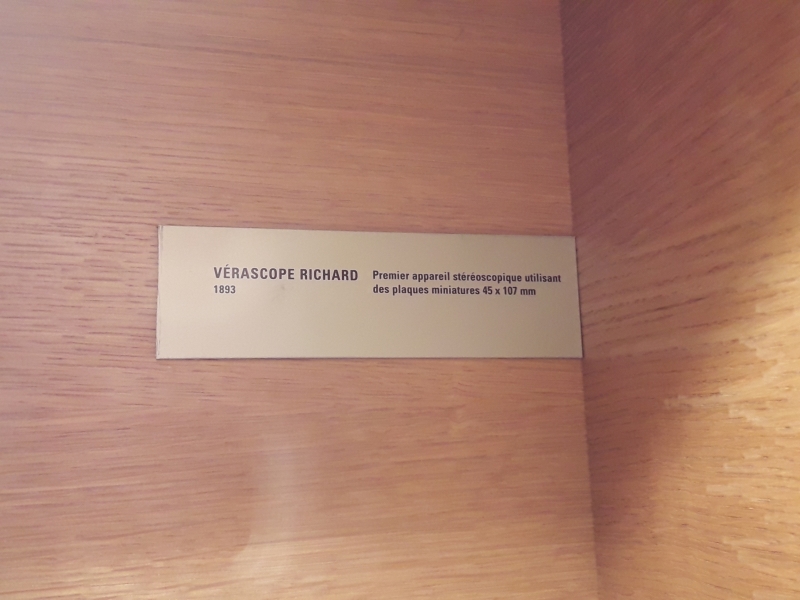 VÉRASCOPE RICHARD
1893
Premier appareil stéréoscopique utilisant
des plaques miniatures 45 x 107 mm